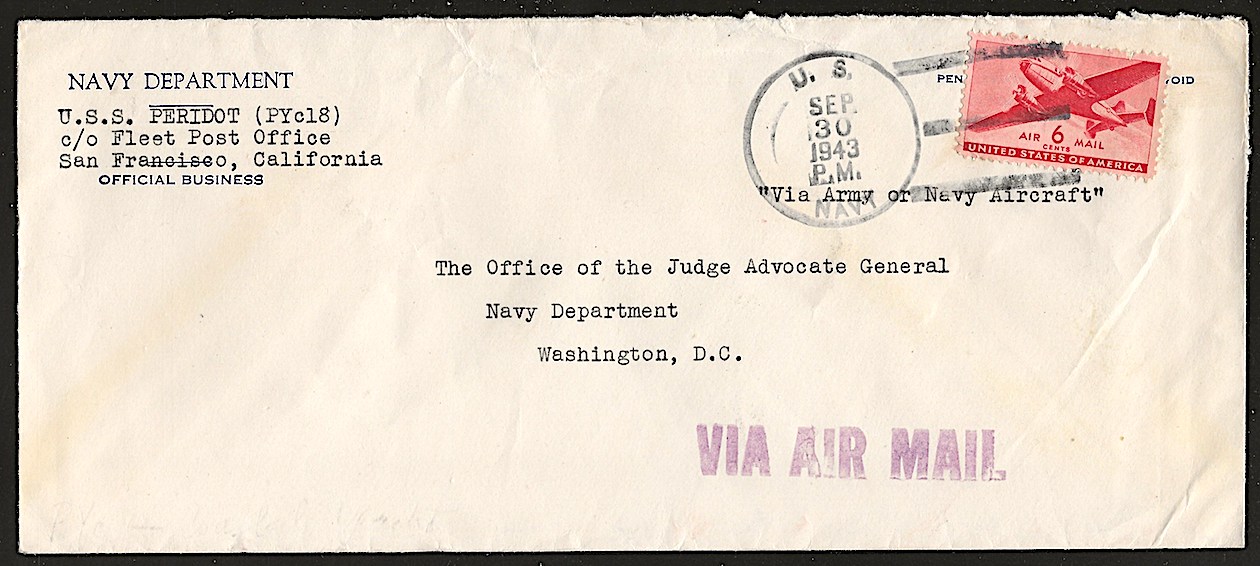 NAVY DEPARTMENT
U.S.S. PERIDOT (PYc18)
c/o Fleet Post Office
San Francisco, California
OFFICIAL BUSINESS
U. S.
SEP
30
1943
P.M.
NAVY
PEN
VOID
AIR 6 MAIL
CENTS
UNITED STATES OF AMERICA
"Via Army or Navy Aircraft"
The Office of the Judge Advocate General
Navy Department
Washington, D.C.
VIA AIR MAIL